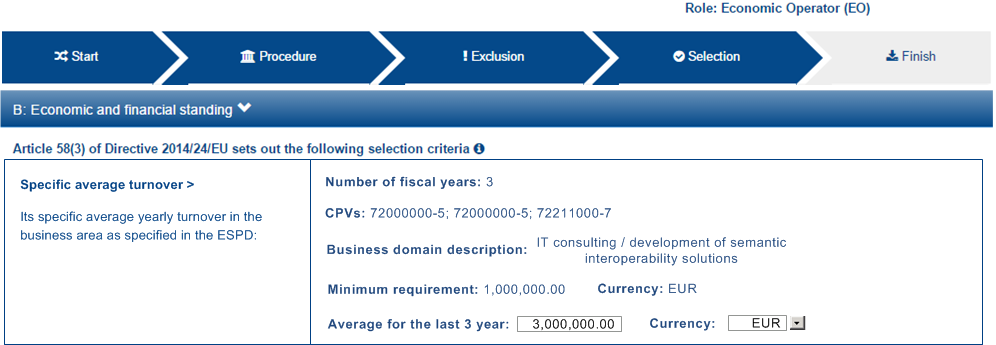 Role: Economic Operator (EO)
Start Procedure Exclusion Selection Finish
B: Economic and financial standing
Article 58(3) of Directive 2014/24/EU sets out the following selection criteria
Specific average turnover >
Its specific average yearly turnover in the
business area as specified in the ESPD:
Number of fiscal years: 3
CPVs: 72000000-5; 72000000-5; 72211000-7
Business domain description: IT consulting / development of semantic
interoperability solutions
Minimum requirement: 1,000,000.00 Currency: EUR
Average for the last 3 year: 3,000,000.00 Currency: EUR